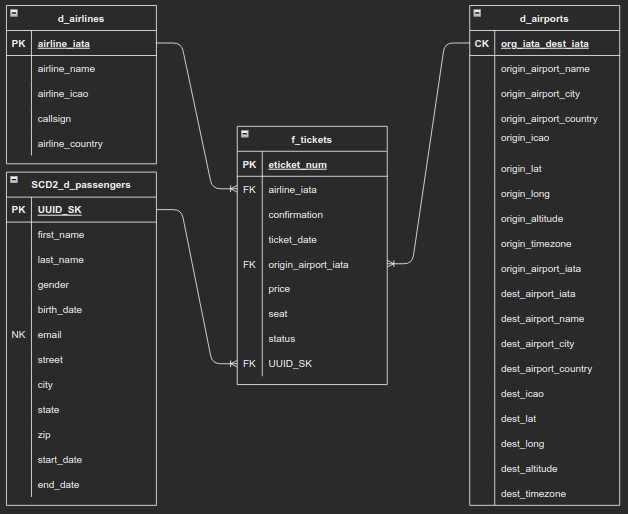 d_airlines
PK airline_iata
airline_name
airline_icao
callsign
airline_country
SCD2_d_passengers
PK UUID_SK
first_name
last_name
gender
birth_date
NK email
street
city
state
zip
start_date
end_date
f_tickets
PK eticket_num
FK airline_iata
confirmation
ticket_date
FK origin_airport_iata
price
seat
status
FK UUID_SK
d_airports
CK org_iata_dest_iata
origin_airport_name
origin_airport_city
origin_airport_country
origin_icao
origin_lat
origin_long
origin_altitude
origin_timezone
origin_airport_iata
dest_airport_iata
dest_airport_name
dest_airport_city
dest_airport_country
dest_icao
dest_lat
dest_long
dest_altitude
dest_timezone